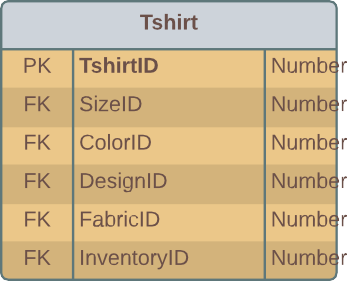 Tshirt
PK TshirtID Number
FK SizeID Number
FK ColorID Number
FK DesignID Number
FK FabricID Number
FK InventoryID Number